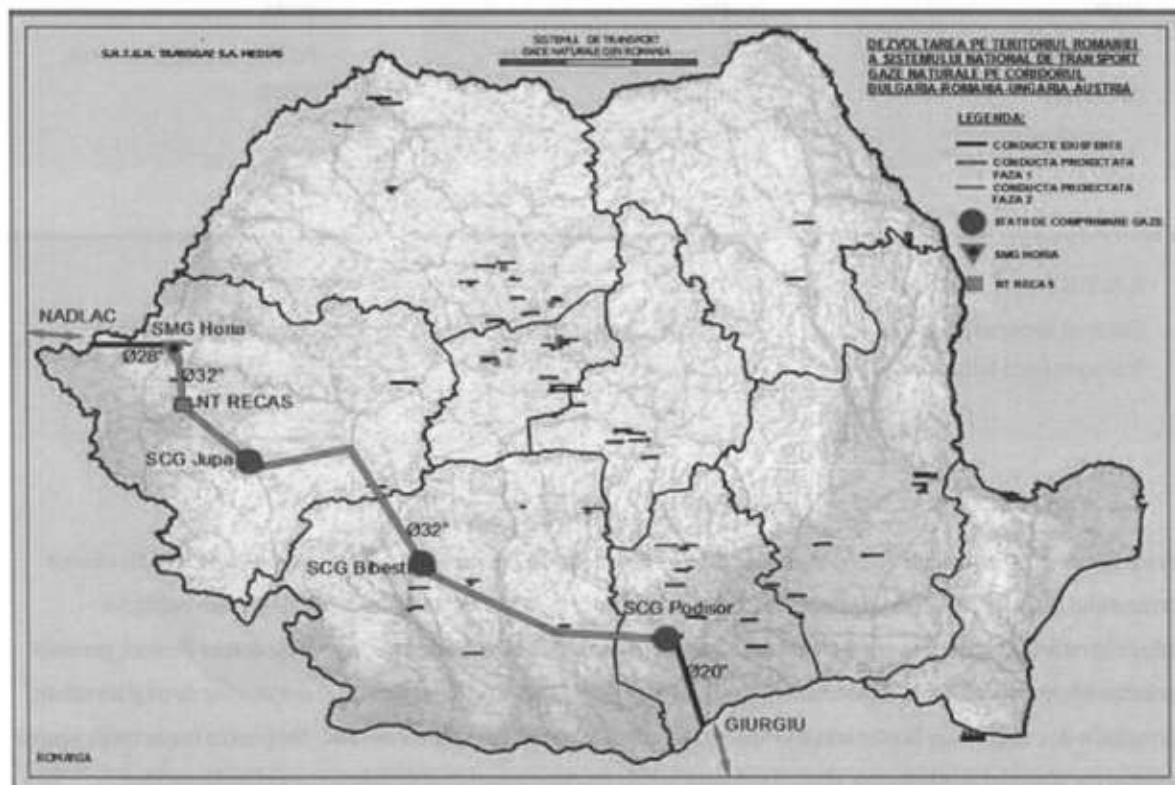 S.N.T.G.N. TRANSGAZ S.A. MEDIAS
SISTEMUL DE TRANSPORT
GAZE NATURALE DIN ROMANIA
DEZVOLTAREA PE TERITORIUL ROMANIEI
A SISTEMULUI NATIONAL DE TRANSPORT
GAZE NATURALE PE CORIDORUL
BULGARIA-ROMANIA-UNGARIA-AUSTRIA
LEGENDA:
CONDUCTE EXISTENTE
CONDUCTA PROIECTATA
FAZA 1
CONDUCTA PROIECTATA
FAZA 2
STATII DE COMPRIMARE GAZE
SMG HORIA
NT RECAS
NADLAC
SMG Horia
Ø28"
Ø32"
NT RECAS
SCG Jupa
Ø32"
SCG Bibesti
SCG Podisor
Ø20"
GIURGIU
ROMANIA